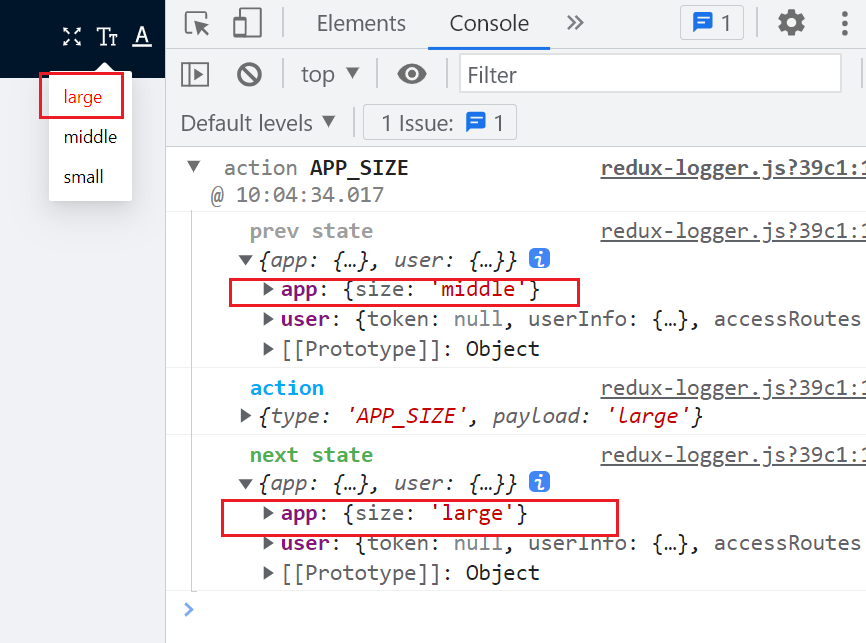 Tт A
large
middle
small
Elements Console » 1
top ▼ Filter
Default levels ▼ 1 Issue: 1
▼ action APP_SIZE redux-logger.js?39c1:1
@ 10:04:34.017
prev state redux-logger.js?39c1:1
▼{app: {…}, user: {…}} i
▶app: {size: 'middle'}
▶user: {token: null, userInfo: {…}, accessRoutes
▶[[Prototype]]: Object
action redux-logger.js?39c1:1
▶{type: 'APP_SIZE', payload: 'large'}
next state redux-logger.js?39c1:1
▼{app: {…}, user: {…}} i
▶app: {size: 'large'}
▶user: {token: null, userInfo: {…}, accessRoutes
▶[[Prototype]]: Object
>